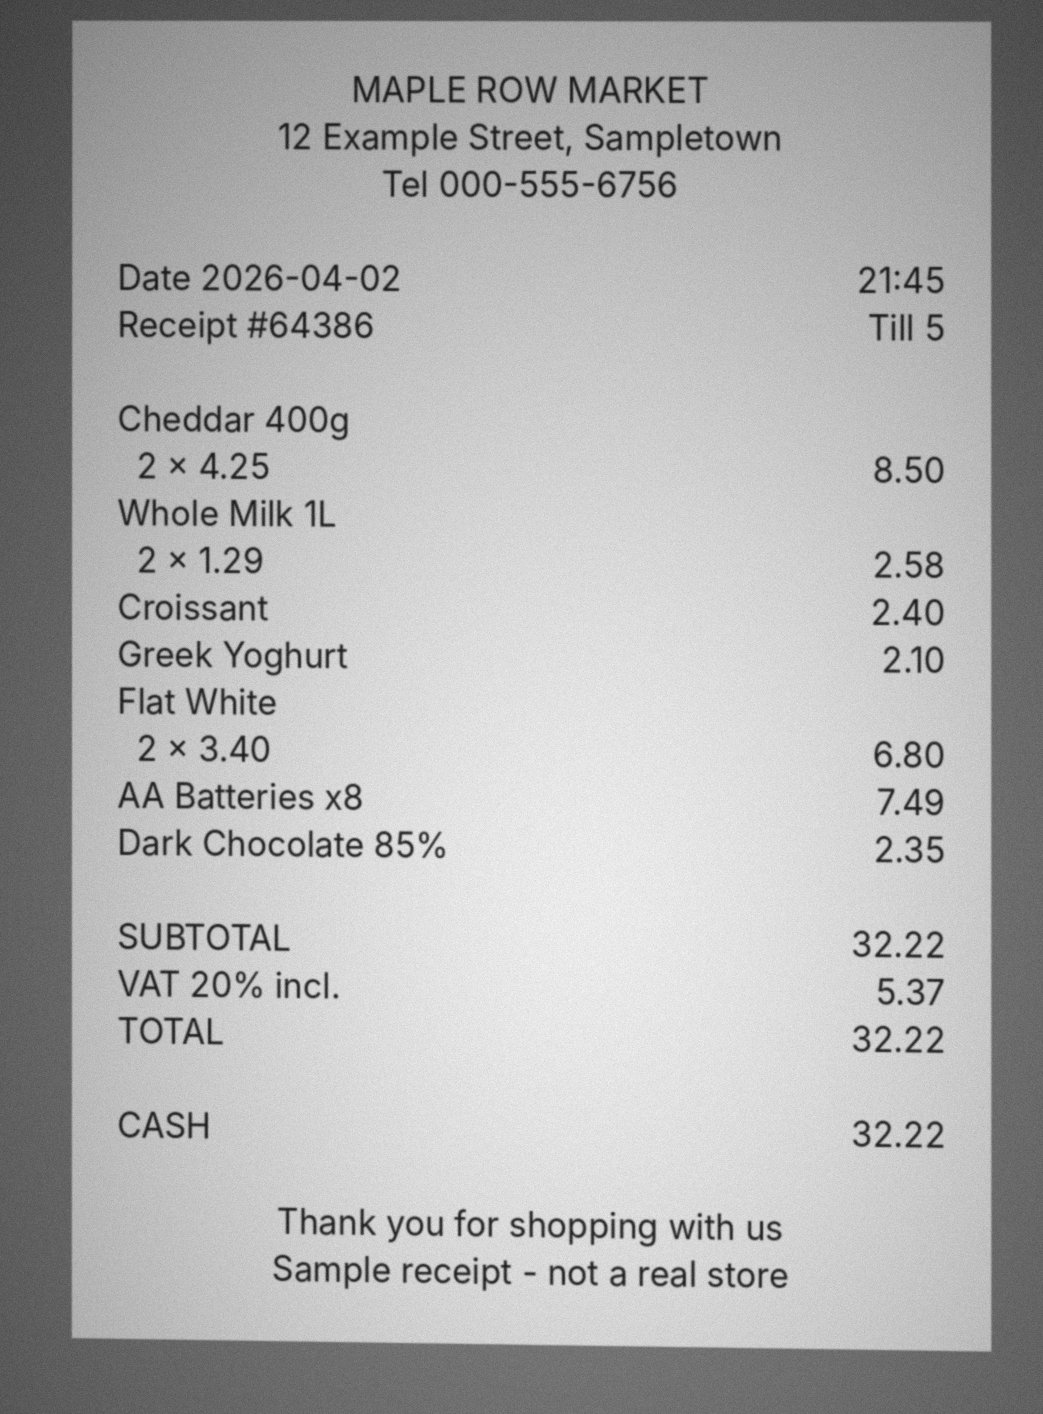 MAPLE ROW MARKET
12 Example Street, Sampletown
Tel 000-555-6756
Date 2026-04-02 21:45
Receipt #64386 Till 5
Cheddar 400g
2 × 4.25 8.50
Whole Milk 1L
2 × 1.29 2.58
Croissant 2.40
Greek Yoghurt 2.10
Flat White
2 × 3.40 6.80
AA Batteries x8 7.49
Dark Chocolate 85% 2.35
SUBTOTAL 32.22
VAT 20% incl. 5.37
TOTAL 32.22
CASH 32.22
Thank you for shopping with us
Sample receipt - not a real store